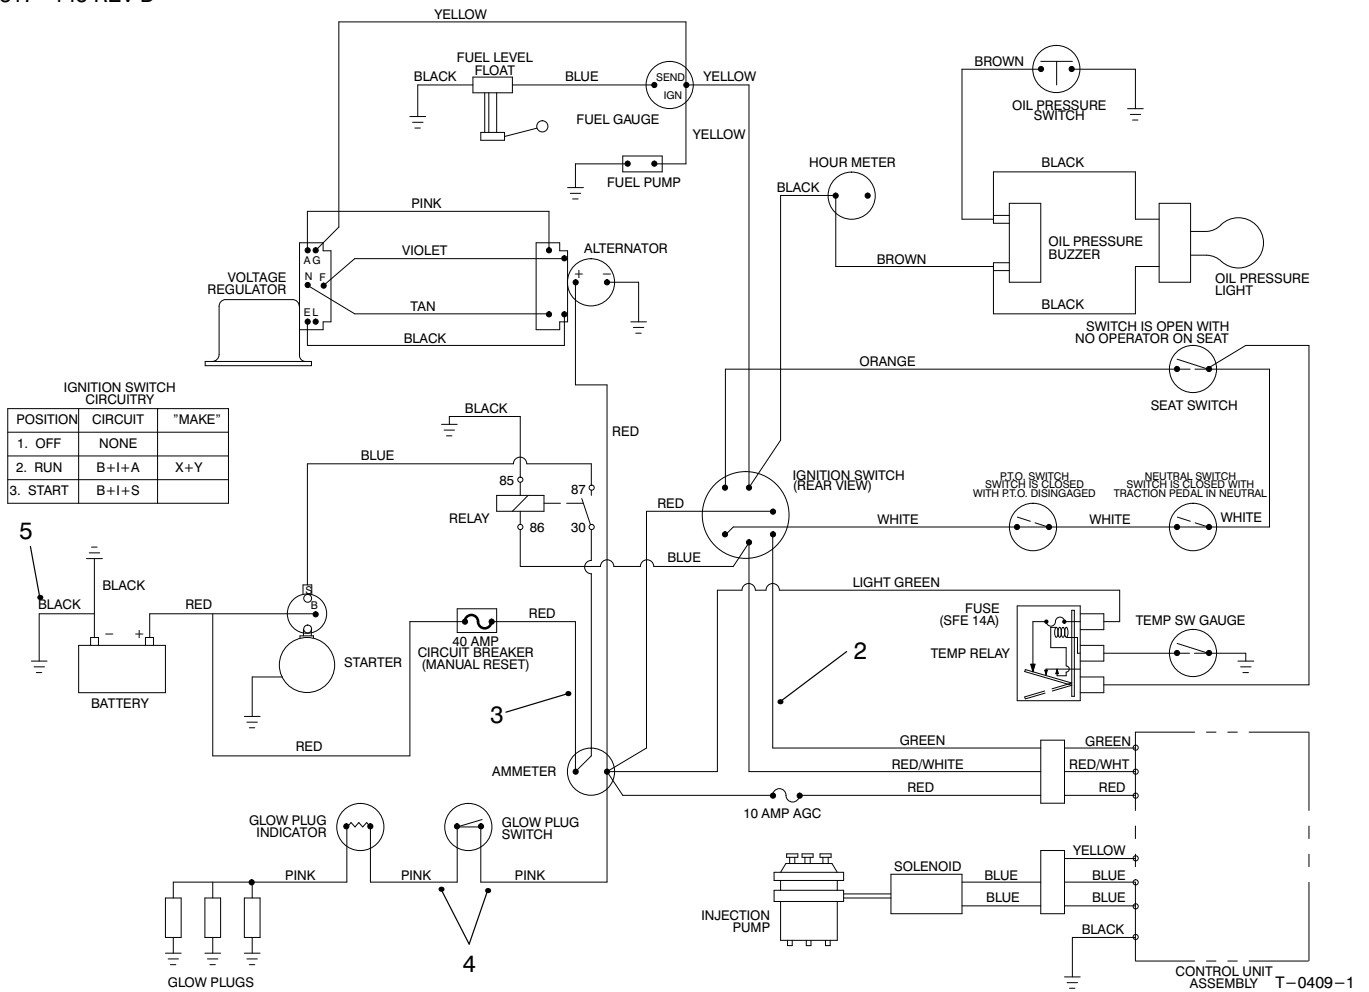 YELLOW
FUEL LEVEL
FLOAT
BLACK
BLUE
SEND
IGN
YELLOW
FUEL GAUGE
YELLOW
FUEL PUMP
BROWN
OIL PRESSURE
SWITCH
HOUR METER
BLACK
BLACK
PINK
VIOLET
TAN
BLACK
A G
N F
E L
VOLTAGE
REGULATOR
ALTERNATOR
+ −
BROWN
OIL PRESSURE
BUZZER
BLACK
OIL PRESSURE
LIGHT
SWITCH IS OPEN WITH
NO OPERATOR ON SEAT
ORANGE
SEAT SWITCH
IGNITION SWITCH
CIRCUITRY
POSITION CIRCUIT "MAKE"
1. OFF NONE
2. RUN B+I+A X+Y
3. START B+I+S
BLACK
RED
BLUE
85
87
RELAY
86
30
RED
IGNITION SWITCH
(REAR VIEW)
P.T.O. SWITCH
SWITCH IS CLOSED
WITH P.T.O. DISINGAGED
NEUTRAL SWITCH
SWITCH IS CLOSED WITH
TRACTION PEDAL IN NEUTRAL
WHITE
WHITE
WHITE
BLUE
5
BLACK
BLACK
RED
− +
BATTERY
S
B
STARTER
RED
40 AMP
CIRCUIT BREAKER
(MANUAL RESET)
RED
3
2
LIGHT GREEN
FUSE
(SFE 14A)
TEMP RELAY
TEMP SW GAUGE
AMMETER
GREEN
GREEN
RED/WHITE
RED/WHT
RED
RED
10 AMP AGC
GLOW PLUG
INDICATOR
GLOW PLUG
SWITCH
PINK
PINK
PINK
4
GLOW PLUGS
INJECTION
PUMP
SOLENOID
BLUE
BLUE
YELLOW
BLUE
BLUE
BLACK
CONTROL UNIT
ASSEMBLY
T−0409−1